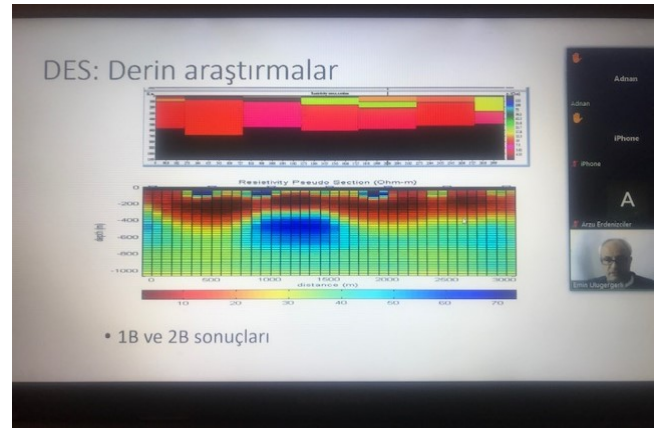 DES: Derin araştırmalar
Resistivity Pseudo Section (Ohm-m)
0
-200
-400
-600
-800
-1000
depth (m)
0 500 1000 1500 2000 2500 3000
distance (m)
10 20 30 40 50 60 70
• 1B ve 2B sonuçları
Adnan
Adnan
iPhone
iPhone
A
Arzu Erdenizciler
Emin Ulugergerli